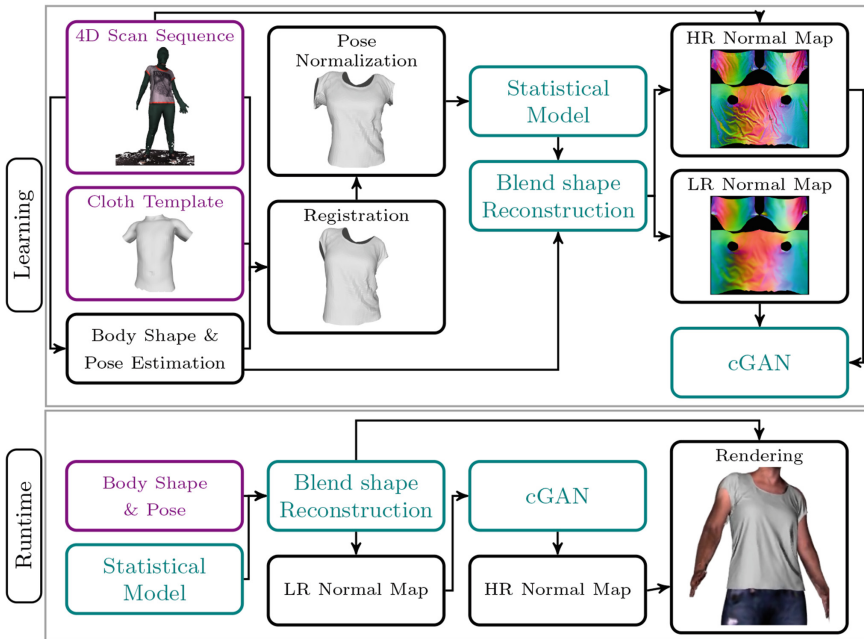 Learning
4D Scan Sequence
Cloth Template
Body Shape &
Pose Estimation
Pose
Normalization
Registration
Statistical
Model
Blend shape
Reconstruction
HR Normal Map
LR Normal Map
cGAN
Runtime
Body Shape
& Pose
Statistical
Model
Blend shape
Reconstruction
LR Normal Map
cGAN
HR Normal Map
Rendering